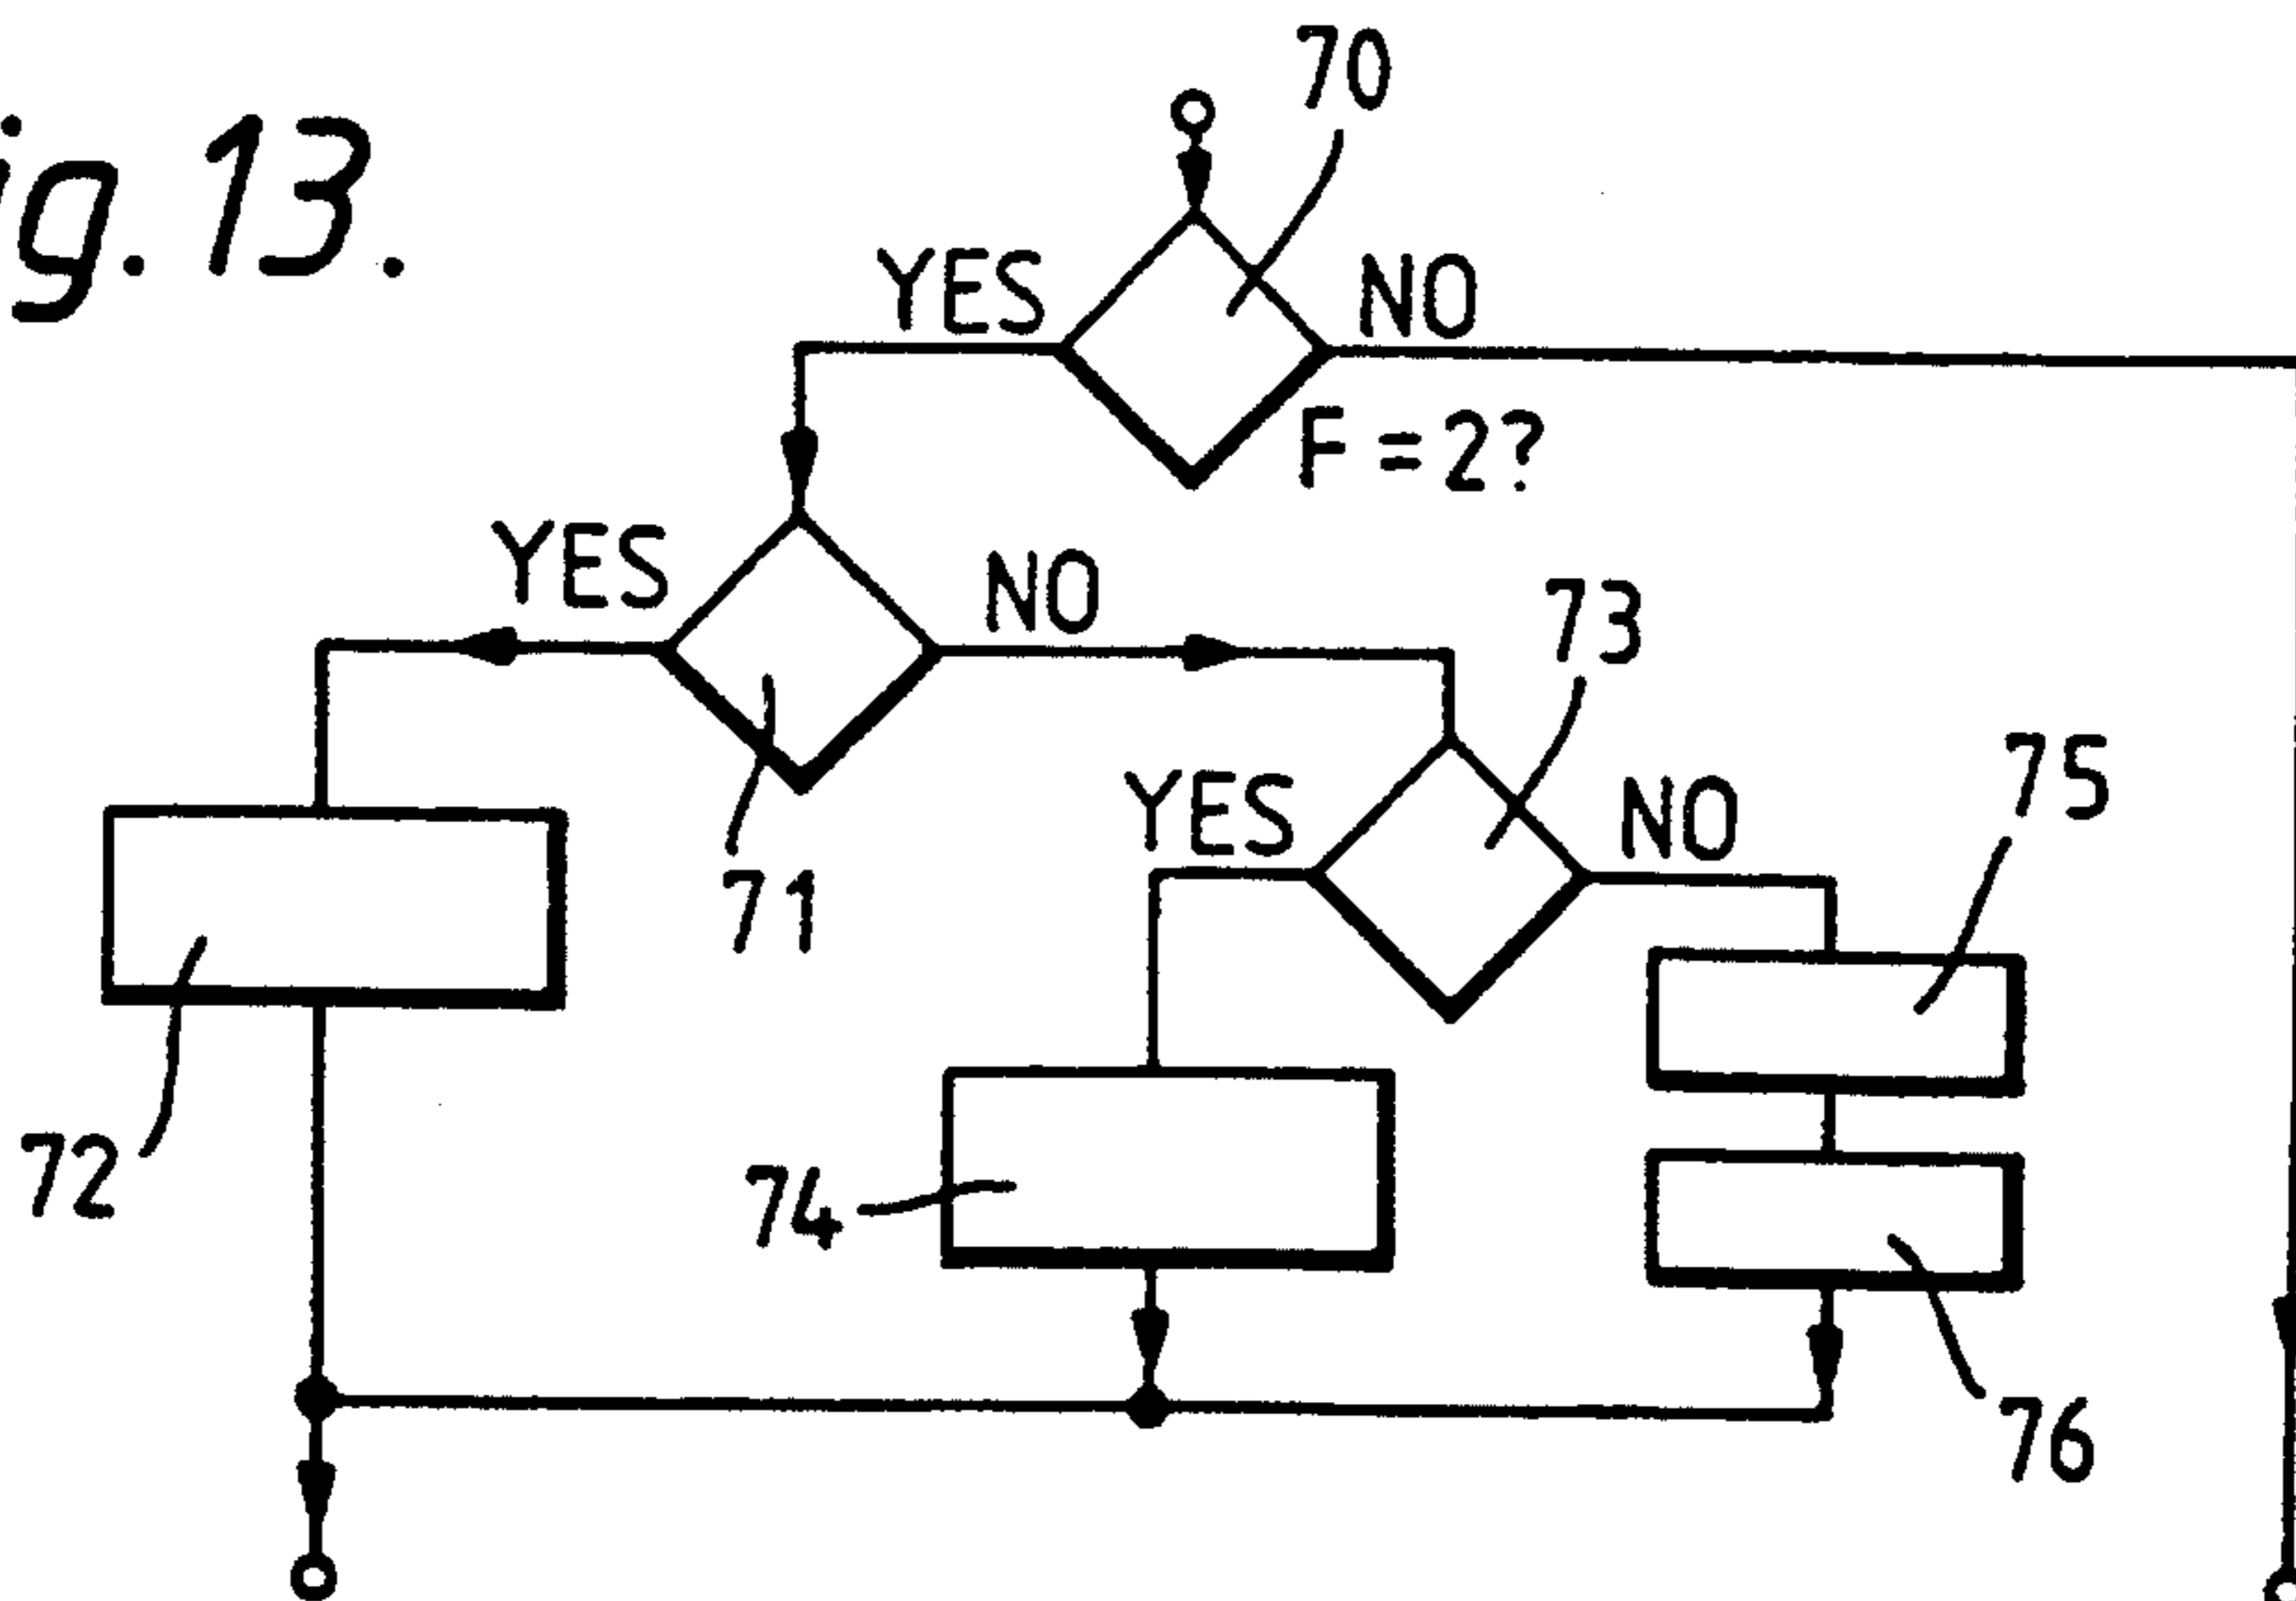 ig. 13.
70
YES
NO
F = 2?
YES
NO
73
75
YES
NO
71
72
74
76